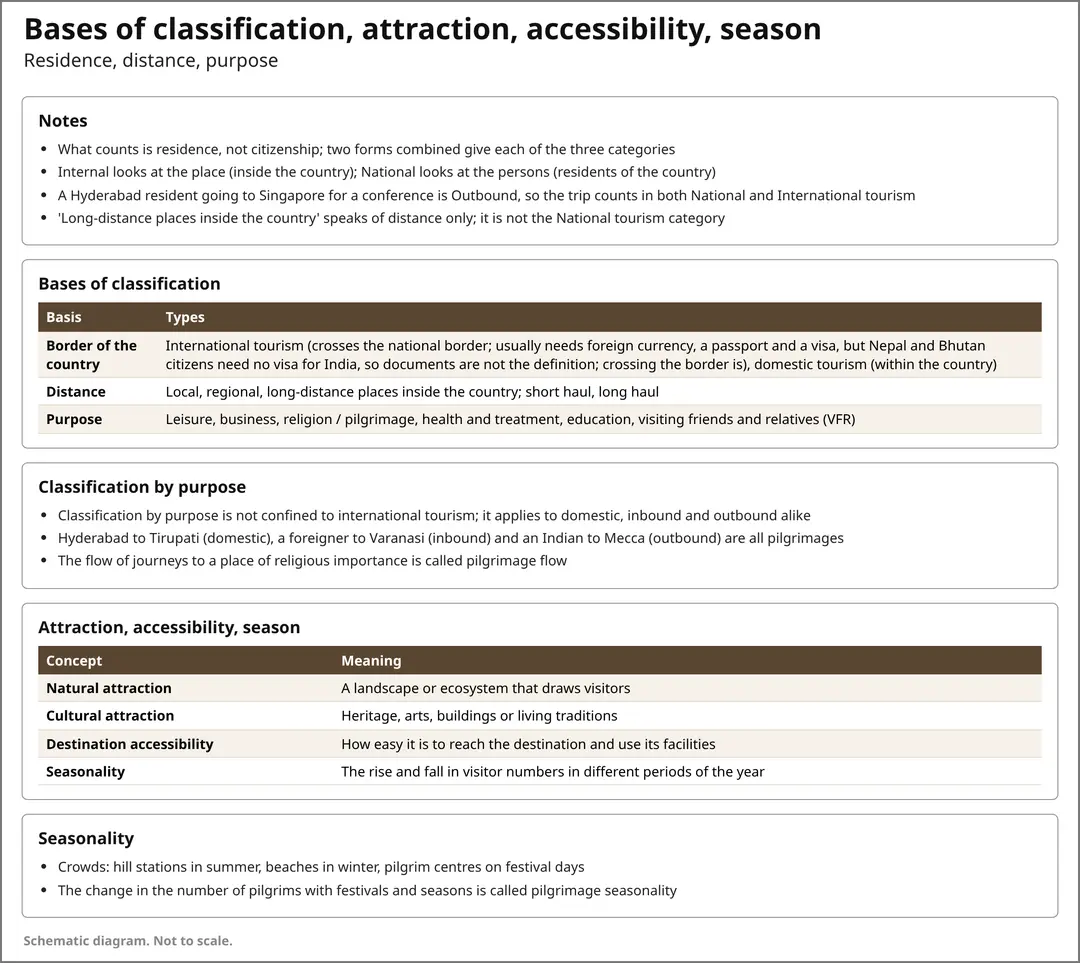 Bases of classification, attraction, accessibility, season
Residence, distance, purpose
Notes
• What counts is residence, not citizenship; two forms combined give each of the three categories
• Internal looks at the place (inside the country); National looks at the persons (residents of the country)
• A Hyderabad resident going to Singapore for a conference is Outbound, so the trip counts in both National and International tourism
• 'Long-distance places inside the country' speaks of distance only; it is not the National tourism category
Bases of classification
Basis Types
Border of the country International tourism (crosses the national border; usually needs foreign currency, a passport and a visa, but Nepal and Bhutan
citizens need no visa for India, so documents are not the definition; crossing the border is), domestic tourism (within the country)
Distance Local, regional, long-distance places inside the country; short haul, long haul
Purpose Leisure, business, religion / pilgrimage, health and treatment, education, visiting friends and relatives (VFR)
Classification by purpose
• Classification by purpose is not confined to international tourism; it applies to domestic, inbound and outbound alike
• Hyderabad to Tirupati (domestic), a foreigner to Varanasi (inbound) and an Indian to Mecca (outbound) are all pilgrimages
• The flow of journeys to a place of religious importance is called pilgrimage flow
Attraction, accessibility, season
Concept Meaning
Natural attraction A landscape or ecosystem that draws visitors
Cultural attraction Heritage, arts, buildings or living traditions
Destination accessibility How easy it is to reach the destination and use its facilities
Seasonality The rise and fall in visitor numbers in different periods of the year
Seasonality
• Crowds: hill stations in summer, beaches in winter, pilgrim centres on festival days
• The change in the number of pilgrims with festivals and seasons is called pilgrimage seasonality
Schematic diagram. Not to scale.